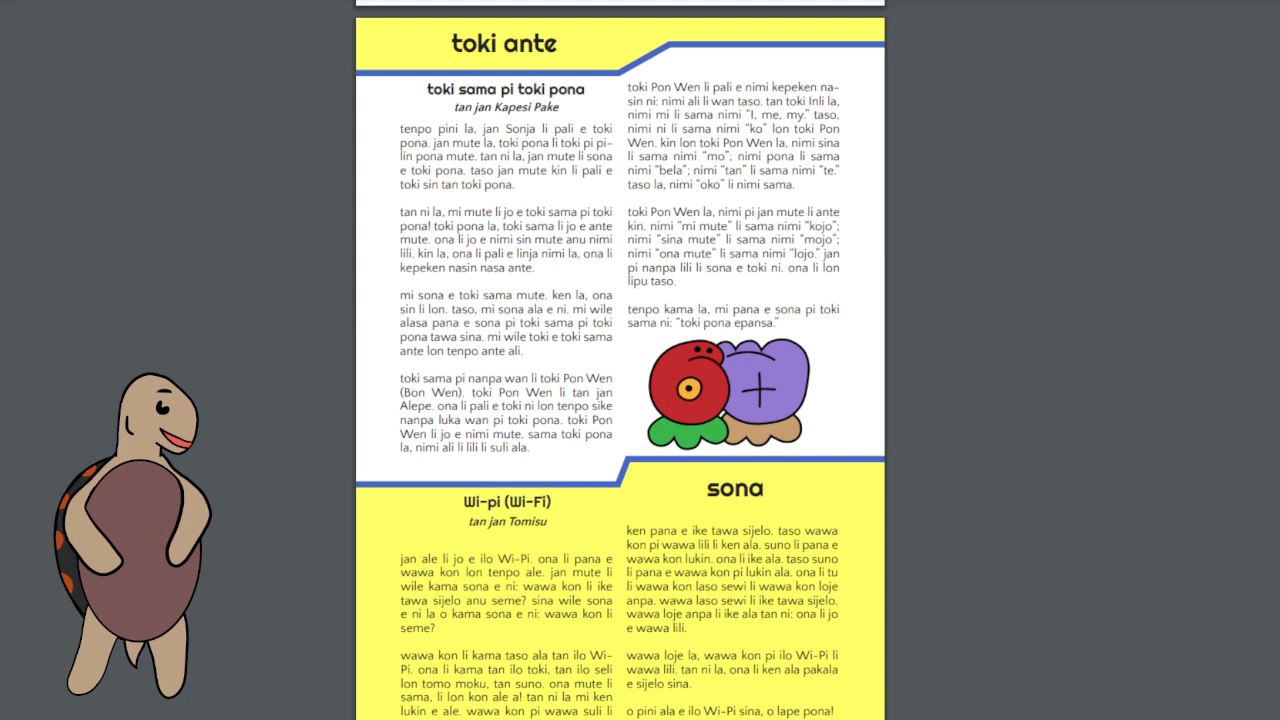 toki ante
toki sama pi toki pona
tan jan Kapesi Pake
tenpo pini la, jan Sonja li pali e toki
pona. jan mute la, toki pona li toki pi pi-
lin pona mute. tan ni la, jan mute li sona
e toki pona. taso jan mute kin li pali e
toki sin tan toki pona.
tan ni la, mi mute li jo e toki sama pi toki
pona! toki pona la, toki sama li jo e ante
mute. ona li jo e nimi sin mute anu nimi
lili. kin la, ona li pali e linja nimi la, ona li
kepeken nasin nasa ante.
mi sona e toki sama mute. ken la, ona
sin li lon. taso, mi sona ala e ni. mi wile
alasa pana e sona pi toki sama pi toki
pona tawa sina. mi wile toki e toki sama
ante lon tenpo ante ali.
toki sama pi nanpa wan li toki Pon Wen
(Bon Wen). toki Pon Wen li tan jan
Alepe. ona li pali e toki ni lon tenpo sike
nanpa luka wan pi toki pona. toki Pon
Wen li jo e nimi mute. sama toki pona
la, nimi ali li lili li suli ala.
toki Pon Wen li pali e nimi kepeken na-
sin ni: nimi ali li wan taso. tan toki Inli la,
nimi mi li sama nimi “I, me, my.” taso,
nimi ni li sama nimi “ko” lon toki Pon
Wen. kin lon toki Pon Wen la, nimi sina
li sama nimi “mo”; nimi pona li sama
nimi “bela”; nimi “tan” li sama nimi “te.”
taso la, nimi “oko” li nimi sama.
toki Pon Wen la, nimi pi jan mute li ante
kin. nimi “mi mute” li sama nimi “kojo”;
nimi “sina mute” li sama nimi “mojo”;
nimi “ona mute” li sama nimi “lojo.” jan
pi nanpa lili li sona e toki ni. ona li lon
lipu taso.
tenpo kama la, mi pana e sona pi toki
sama ni: “toki pona epansa.”
sona
Wi-pi (Wi-Fi)
tan jan Tomisu
jan ale li jo e ilo Wi-Pi. ona li pana e
wawa kon lon tenpo ale. jan mute li
wile kama sona e ni: wawa kon li ike
tawa sijelo anu seme? sina wile sona
e ni la o kama sona e ni: wawa kon li
seme?
wawa kon li kama taso ala tan ilo Wi-
Pi. ona li kama tan ilo toki, tan ilo seli
lon tomo moku, tan suno. ona mute li
sama, li lon kon ale a! tan ni la mi ken
lukin e ale. wawa kon pi wawa suli li
ken pana e ike tawa sijelo. taso wawa
kon pi wawa lili li ken ala. suno li pana e
wawa kon lukin. ona li ike ala. taso suno
li pana e wawa kon pi lukin ala. ona li tu
li wawa kon laso sewi li wawa kon loje
anpa. wawa laso sewi li ike tawa sijelo.
wawa loje anpa li ike ala tan ni: ona li jo
e wawa lili.
wawa loje la, wawa kon pi ilo Wi-Pi li
wawa lili. tan ni la, ona li ken ala pakala
e sijelo sina.
o pini ala e ilo Wi-Pi sina, o lape pona!